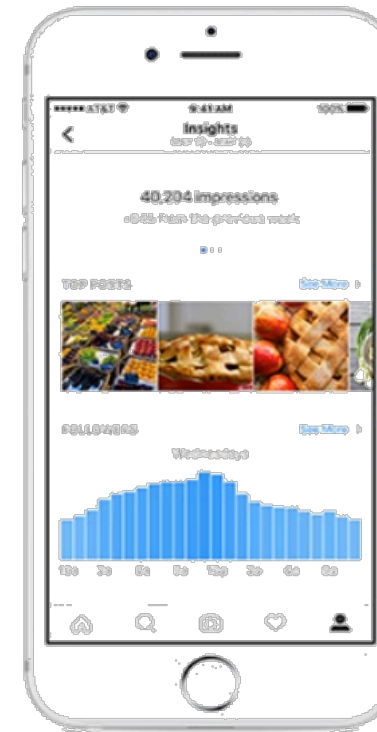 AT&T 9:41 AM 100%
Insights
40,204 impressions
from the previous week
TOP POSTS See More
FOLLOWERS See More
Wednesdays
12a 3a 6a 9a 12p 3p 6p 9p